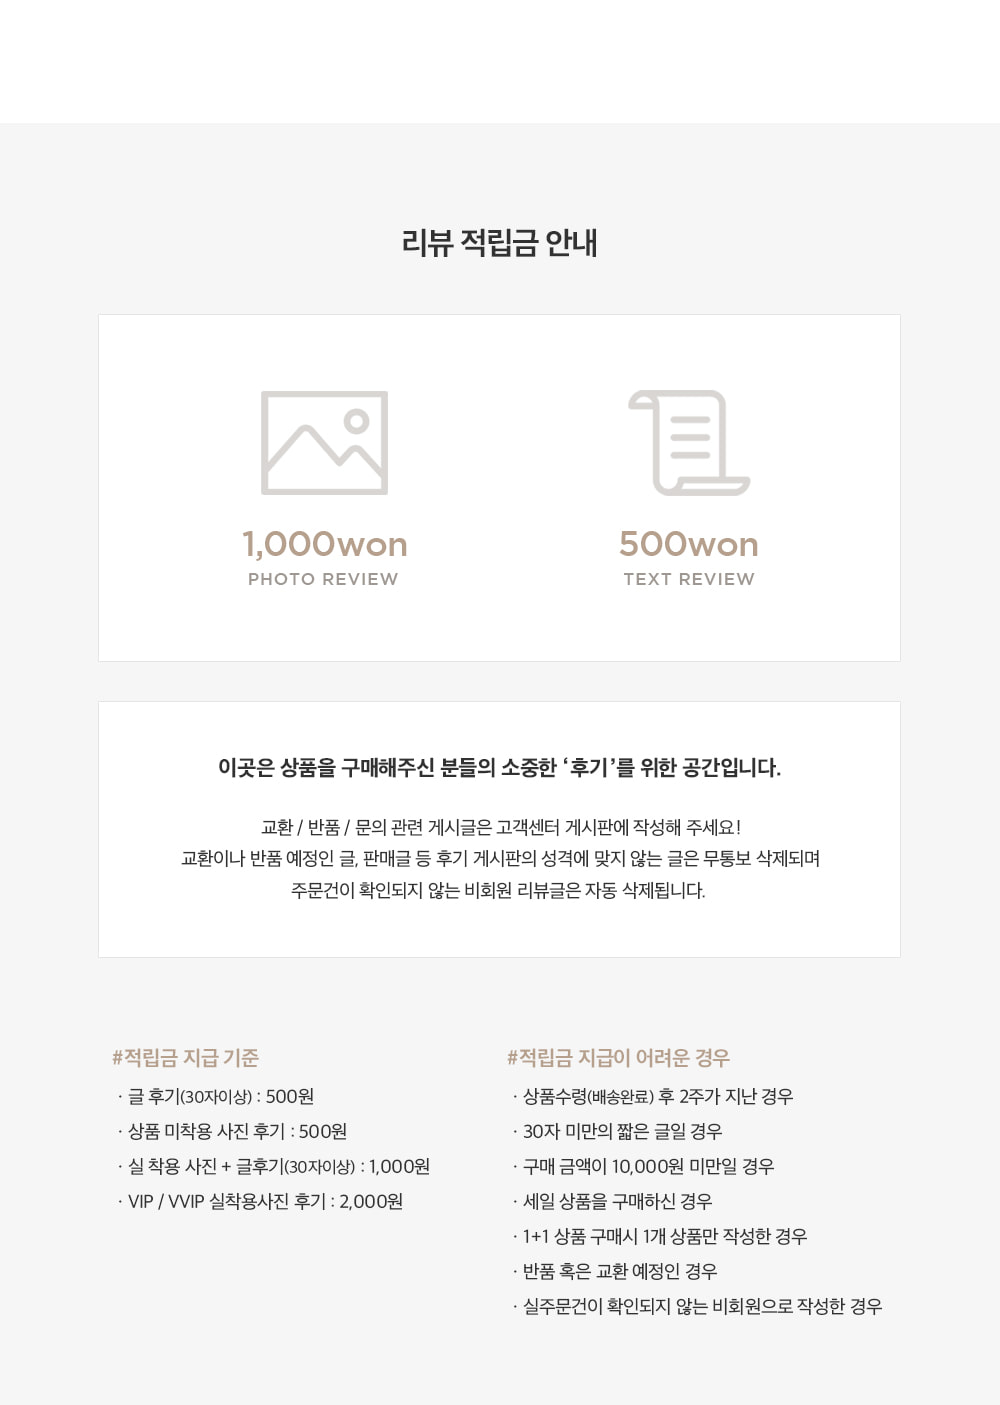 리뷰 적립금 안내
1,000won
PHOTO REVIEW
500won
TEXT REVIEW
이곳은 상품을 구매해주신 분들의 소중한 ‘후기’를 위한 공간입니다.
교환 / 반품 / 문의 관련 게시글은 고객센터 게시판에 작성해 주세요!
교환이나 반품 예정인 글, 판매글 등 후기 게시판의 성격에 맞지 않는 글은 무통보 삭제되며
주문건이 확인되지 않는 비회원 리뷰글은 자동 삭제됩니다.
#적립금 지급 기준
· 글 후기(30자이상) : 500원
· 상품 미착용 사진 후기 : 500원
· 실 착용 사진 + 글후기(30자이상) : 1,000원
· VIP / VVIP 실착용사진 후기 : 2,000원
#적립금 지급이 어려운 경우
· 상품수령(배송완료) 후 2주가 지난 경우
· 30자 미만의 짧은 글일 경우
· 구매 금액이 10,000원 미만일 경우
· 세일 상품을 구매하신 경우
· 1+1 상품 구매시 1개 상품만 작성한 경우
· 반품 혹은 교환 예정인 경우
· 실주문건이 확인되지 않는 비회원으로 작성한 경우